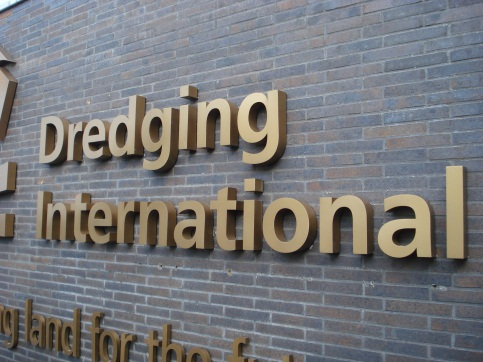 Dredging
International
land for the